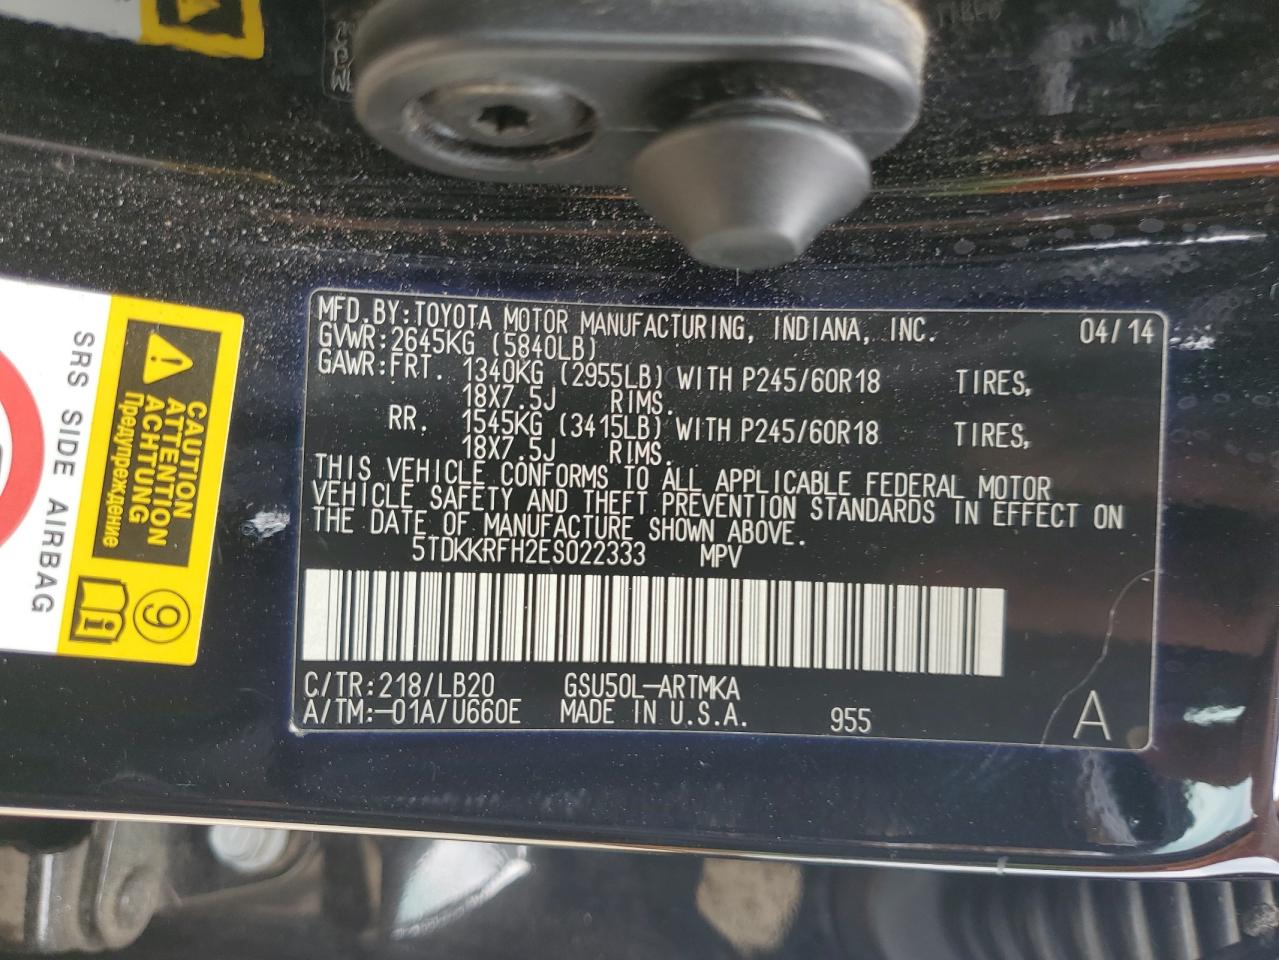 MFD.BY:TOYOTA MOTOR MANUFACTURING, INDIANA, INC. 04/14
GVWR:2645KG (5840LB)
GAWR:FRT. 1340KG (2955LB) WITH P245/60R18 TIRES,
18X7.5J RIMS.
RR. 1545KG (3415LB) WITH P245/60R18 TIRES,
18X7.5J RIMS.
THIS VEHICLE CONFORMS TO ALL APPLICABLE FEDERAL MOTOR
VEHICLE SAFETY AND THEFT PREVENTION STANDARDS IN EFFECT ON
THE DATE OF MANUFACTURE SHOWN ABOVE.
5TDKKRFH2ES022333 MPV
C/TR:218/LB20 GSU50L-ARTMKA
A/TM:-01A/U660E MADE IN U.S.A. 955 A
SRS SIDE AIRBAG
CAUTION
ATTENTION
ACHTUNG
Предупреждение
9
i